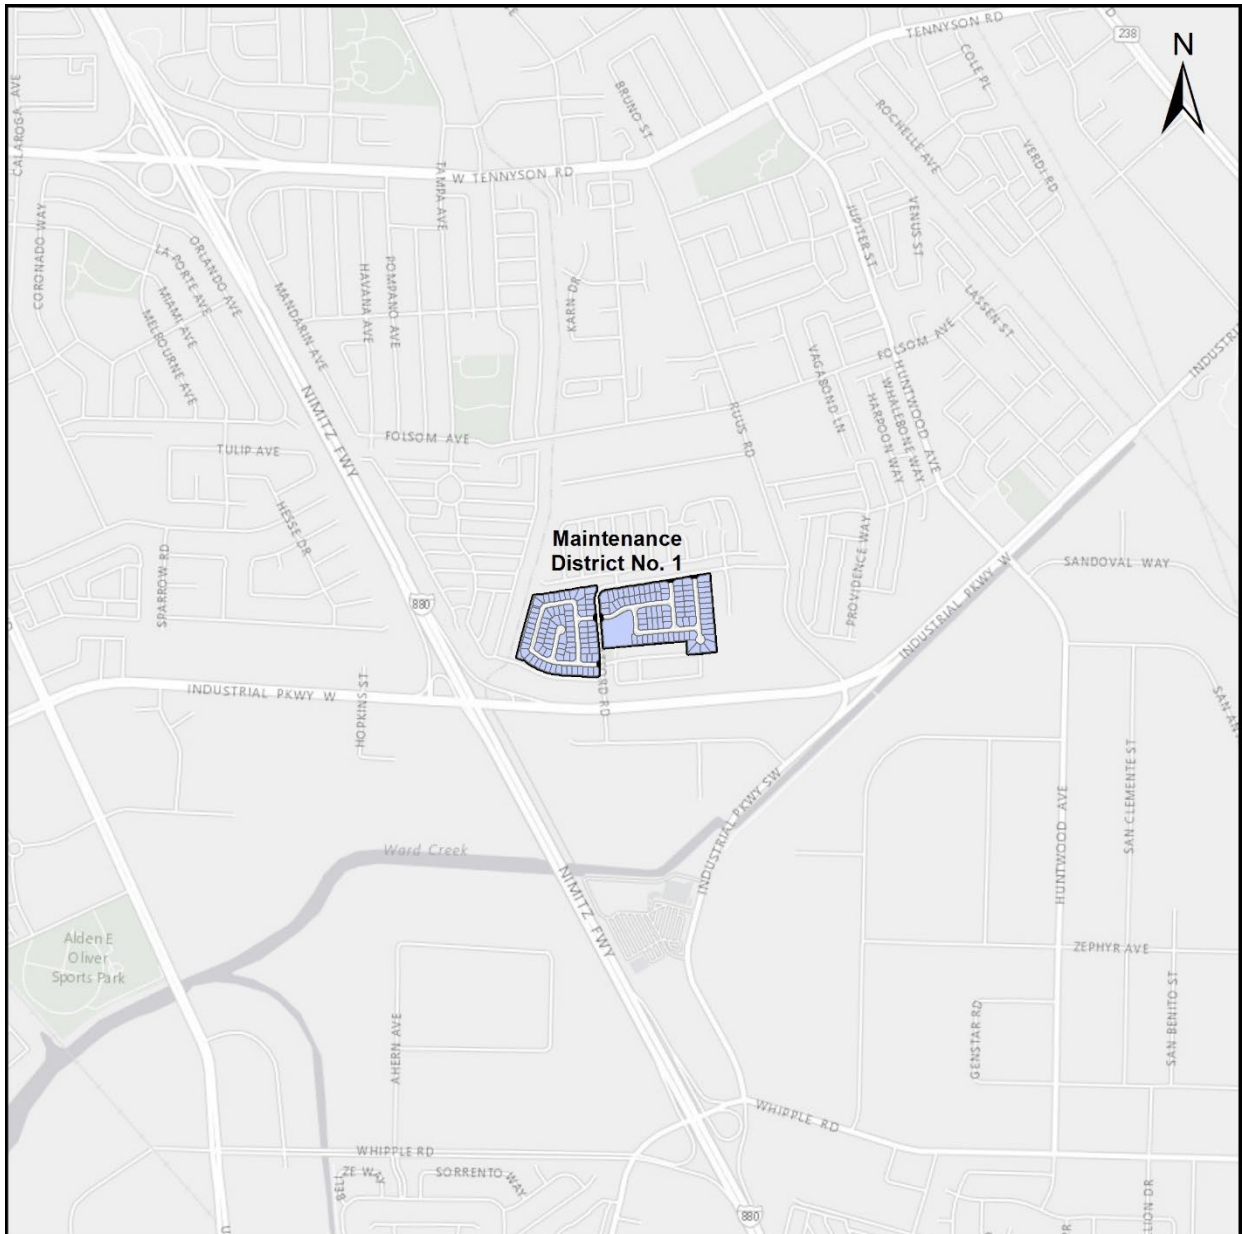 TENNYSON RD
238
N
CALAROGA AVE
BRUNO ST
COLE PL
ROCHELLE AVE
VERDI RD
TAMPA AVE
W TENNYSON RD
CORONADO WAY
JUPITER ST
VENUS ST
ORLANDO AVE
LA PORTE AVE
MIAMI AVE
MELBOURNE AVE
MANDARIN AVE
HAVANA AVE
POMPANO AVE
KARN DR
LASSEN ST
FOLSOM AVE
VAGABOND LN
HUNTWOOD AVE
WHALEBONE WAY
HARPOON WAY
NIMITZ FWY
RUUS RD
FOLSOM AVE
TULIP AVE
HESSE DR
SPARROW RD
Maintenance
District No. 1
PROVIDENCE WAY
SANDOVAL WAY
INDUSTRIAL PKWY W
880
INDUSTRIAL PKWY W
HOPKINS ST
INDUSTRIAL PKWY SW
HUNTWOOD AVE
SAN CLEMENTE ST
Ward Creek
NIMITZ FWY
Alden E
Oliver
Sports Park
ZEPHYR AVE
AHERN AVE
GENSTAR RD
SAN BENITO ST
WHIPPLE RD
WHIPPLE RD
SORRENTO WAY
880